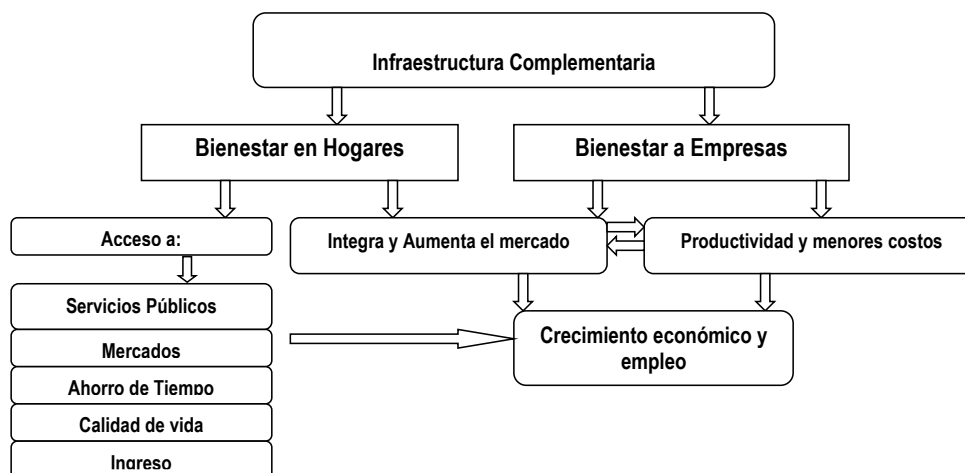 Infraestructura Complementaria
Bienestar en Hogares
Bienestar a Empresas
Acceso a:
Integra y Aumenta el mercado
Productividad y menores costos
Servicios Públicos
Mercados
Ahorro de Tiempo
Calidad de vida
Ingreso
Crecimiento económico y
empleo